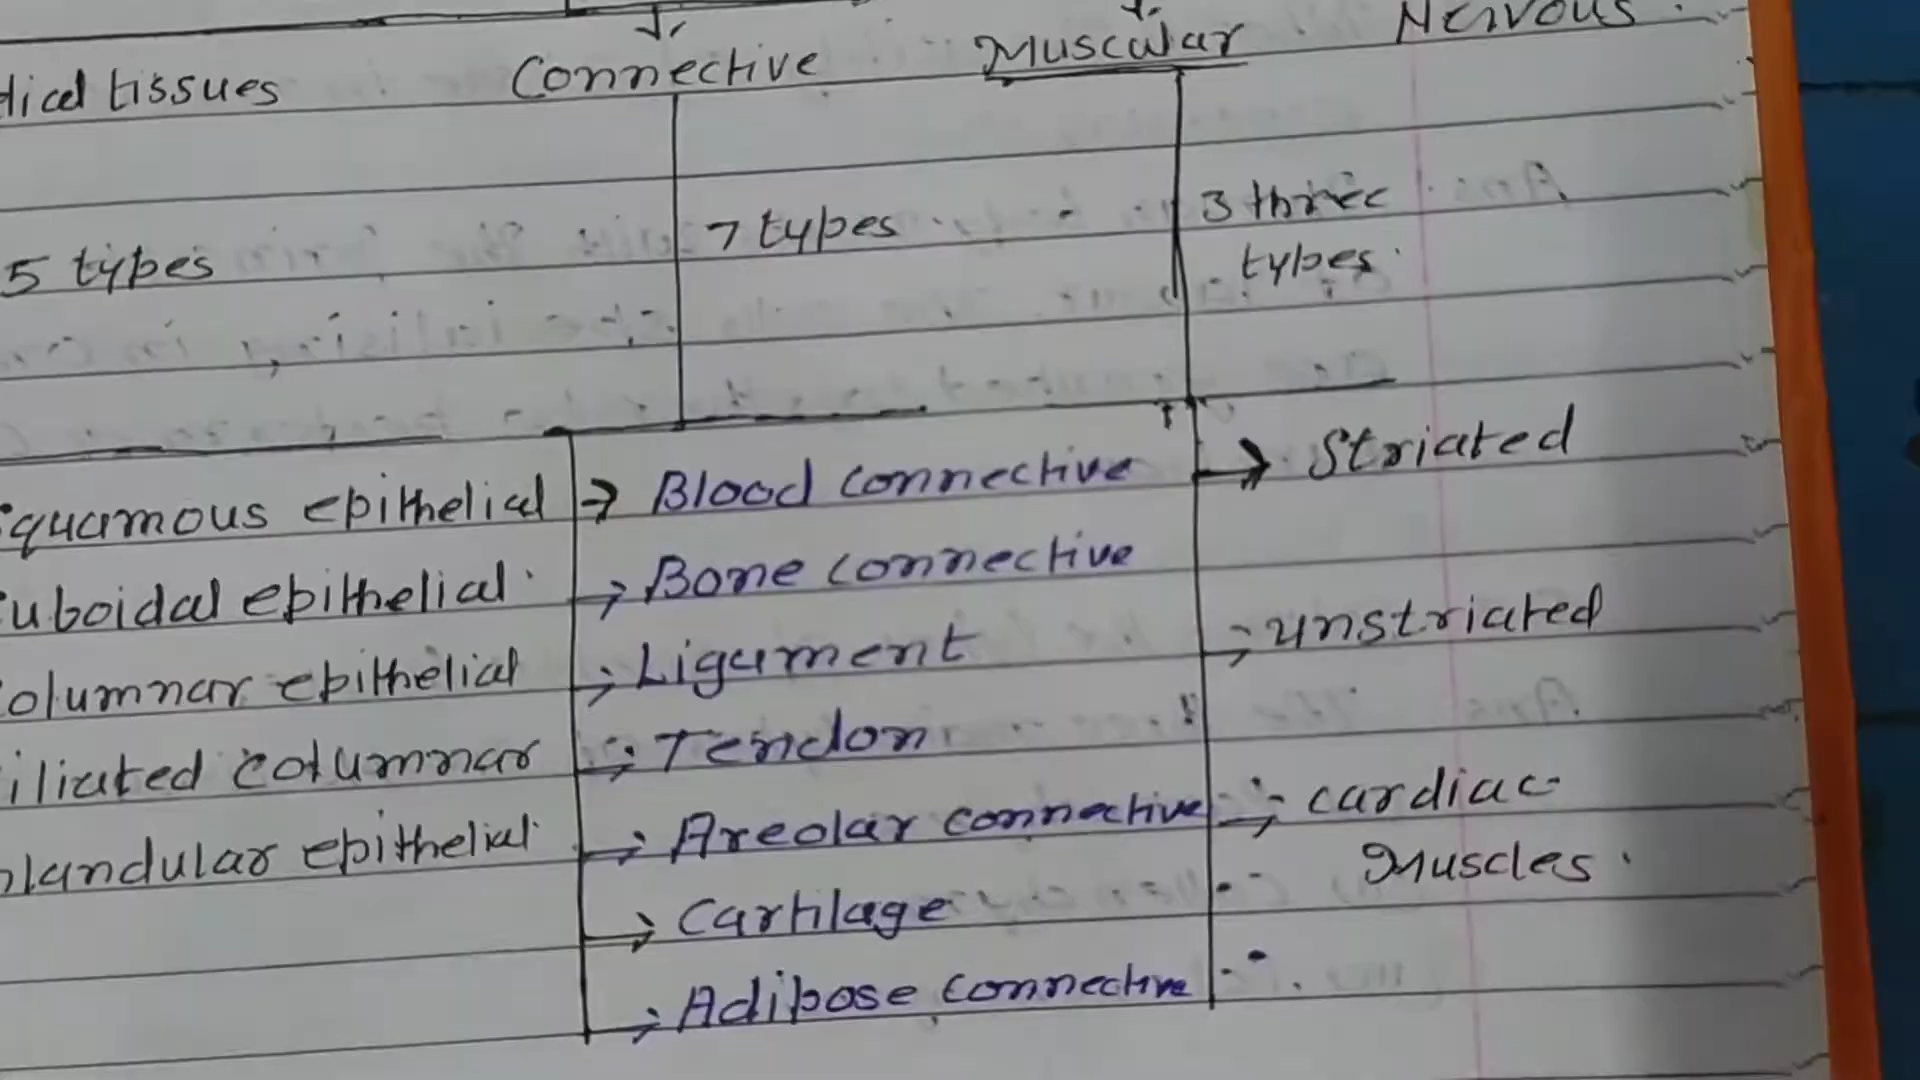 lical tissues Connective Muscular Nervous.
5 types 7 types. 3 three
types.
quamous epithelial → Blood connective → Striated
uboidal epithelial. → Bone connective
olumnar epithelial → Ligament → unstriated
iliated columnar → Tendon
landular epithelial. → Areolar connective → cardiac
Muscles.
→ Cartilage
→ Adipose connective